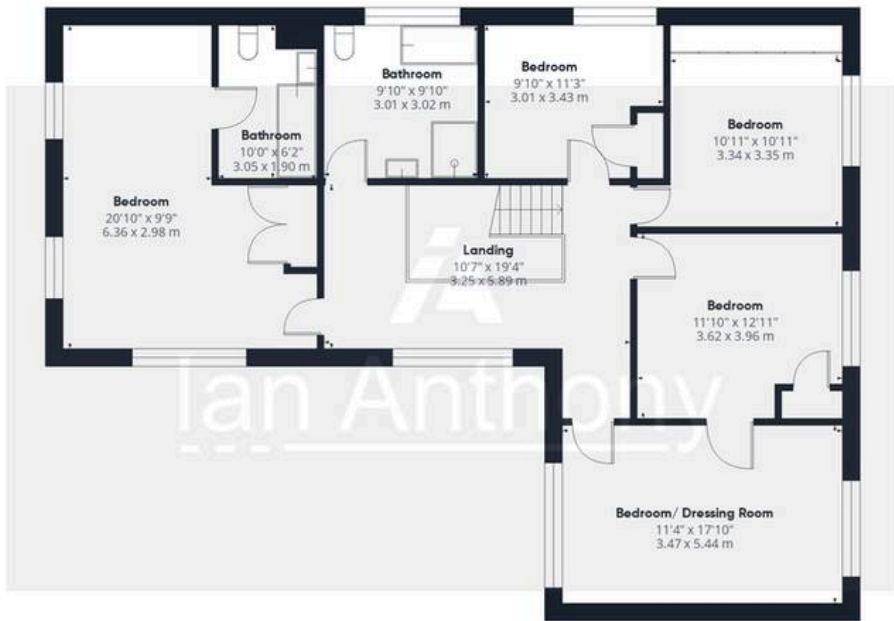 Bathroom
9'10" x 9'10"
3.01 x 3.02 m
Bedroom
9'10" x 11'3"
3.01 x 3.43 m
Bedroom
10'11" x 10'11"
3.34 x 3.35 m
Bathroom
10'0" x 6'2"
3.05 x 1.90 m
Bedroom
20'10" x 9'9"
6.36 x 2.98 m
Landing
10'7" x 19'4"
3.25 x 5.89 m
Bedroom
11'10" x 12'11"
3.62 x 3.96 m
Ian Anthony
Bedroom/ Dressing Room
11'4" x 17'10"
3.47 x 5.44 m